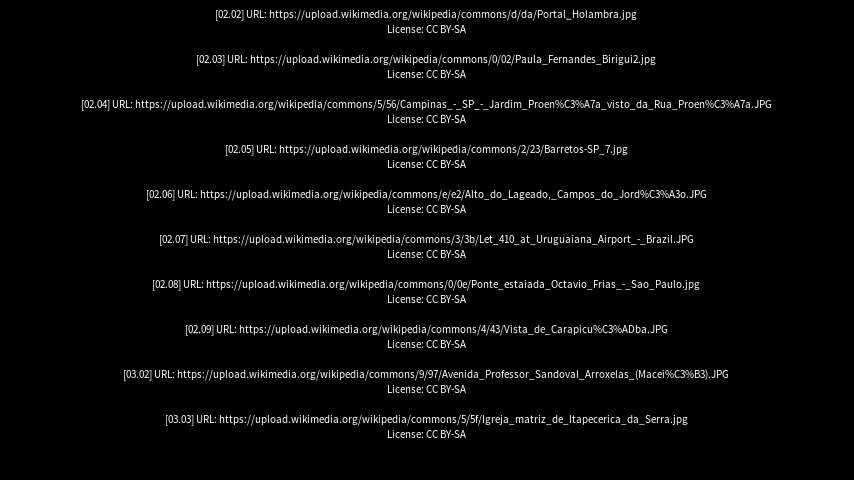 [02.02] URL: https://upload.wikimedia.org/wikipedia/commons/d/da/Portal_Holambra.jpg
License: CC BY-SA
[02.03] URL: https://upload.wikimedia.org/wikipedia/commons/0/02/Paula_Fernandes_Birigui2.jpg
License: CC BY-SA
[02.04] URL: https://upload.wikimedia.org/wikipedia/commons/5/56/Campinas_-_SP_-_Jardim_Proen%C3%A7a_visto_da_Rua_Proen%C3%A7a.JPG
License: CC BY-SA
[02.05] URL: https://upload.wikimedia.org/wikipedia/commons/2/23/Barretos-SP_7.jpg
License: CC BY-SA
[02.06] URL: https://upload.wikimedia.org/wikipedia/commons/e/e2/Alto_do_Lageado,_Campos_do_Jord%C3%A3o.JPG
License: CC BY-SA
[02.07] URL: https://upload.wikimedia.org/wikipedia/commons/3/3b/Let_410_at_Uruguaiana_Airport_-_Brazil.JPG
License: CC BY-SA
[02.08] URL: https://upload.wikimedia.org/wikipedia/commons/0/0e/Ponte_estaiada_Octavio_Frias_-_Sao_Paulo.jpg
License: CC BY-SA
[02.09] URL: https://upload.wikimedia.org/wikipedia/commons/4/43/Vista_de_Carapicu%C3%ADba.JPG
License: CC BY-SA
[03.02] URL: https://upload.wikimedia.org/wikipedia/commons/9/97/Avenida_Professor_Sandoval_Arroxelas_(Macei%C3%B3).JPG
License: CC BY-SA
[03.03] URL: https://upload.wikimedia.org/wikipedia/commons/5/5f/Igreja_matriz_de_Itapecerica_da_Serra.jpg
License: CC BY-SA